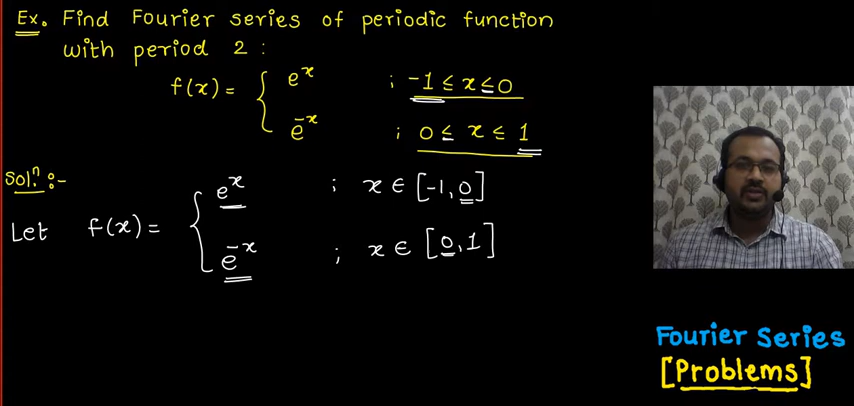 Ex. Find Fourier series of periodic function
with period 2 :
f(x) = { e^x ; -1 ≤ x ≤ 0
e^-x ; 0 ≤ x ≤ 1
Solⁿ :-
Let f(x) = { e^x ; x ∈ [-1, 0]
e^-x ; x ∈ [0, 1]
Fourier Series
[Problems]